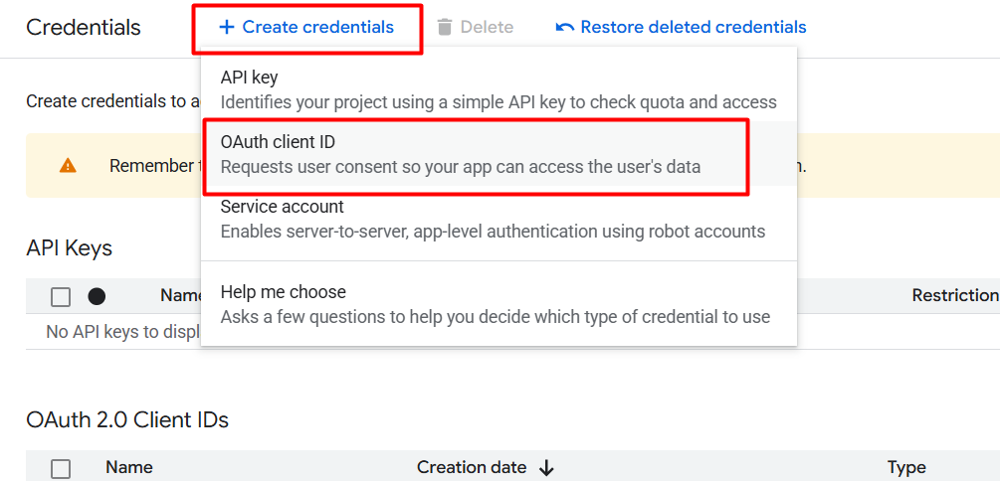 Credentials
+ Create credentials
Delete
Restore deleted credentials
API key
Identifies your project using a simple API key to check quota and access
Create credentials to a
OAuth client ID
Requests user consent so your app can access the user's data
Remember
Service account
Enables server-to-server, app-level authentication using robot accounts
API Keys
Help me choose
Asks a few questions to help you decide which type of credential to use
Name
Restriction
No API keys to displ
OAuth 2.0 Client IDs
Name
Creation date
Type